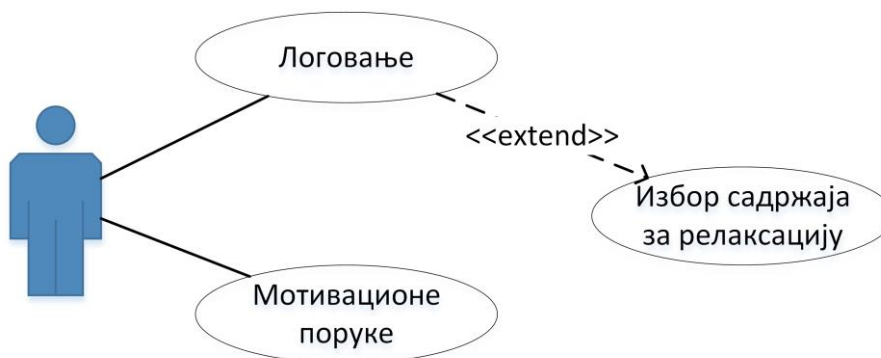 Логовање
<<extend>>
Избор садржаја
за релаксацију
Мотивационе
поруке